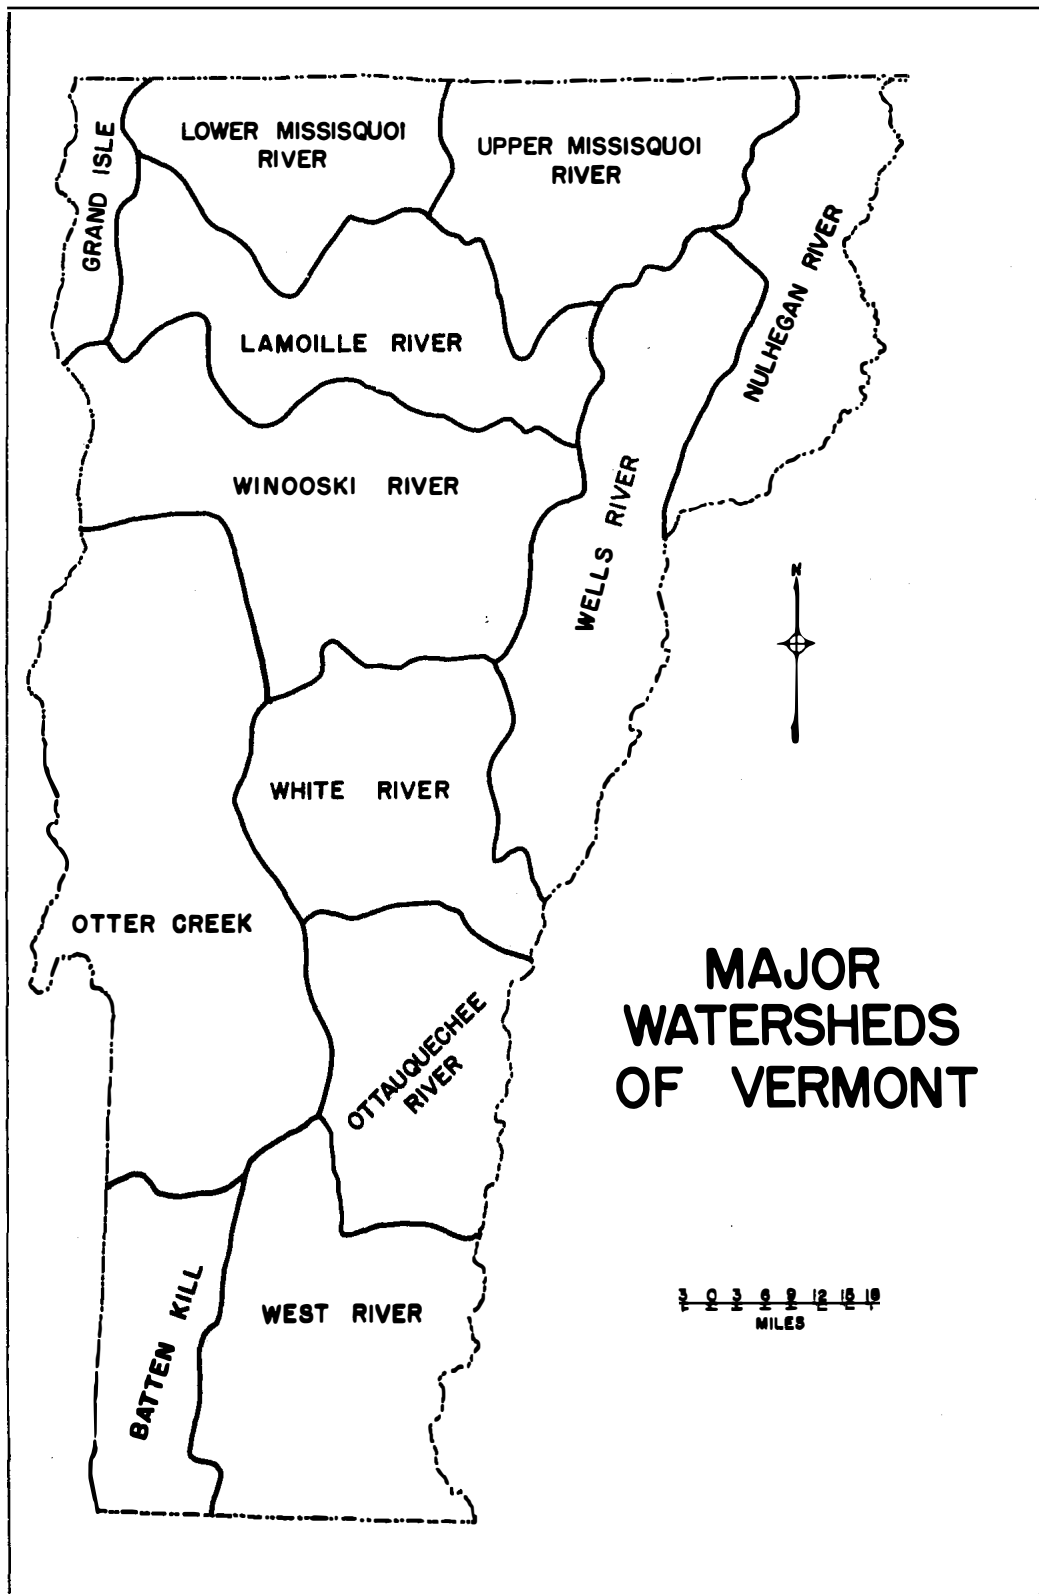 LOWER MISSISQUOI
RIVER
UPPER MISSISQUOI
RIVER
GRAND ISLE
NULHEGAN RIVER
LAMOILLE RIVER
WINOOSKI RIVER
WELLS RIVER
N
WHITE RIVER
OTTER CREEK
MAJOR
WATERSHEDS
OF VERMONT
OTTAUQUECHEE
RIVER
BATTEN KILL
WEST RIVER
3 0 3 6 9 12 15 18
MILES